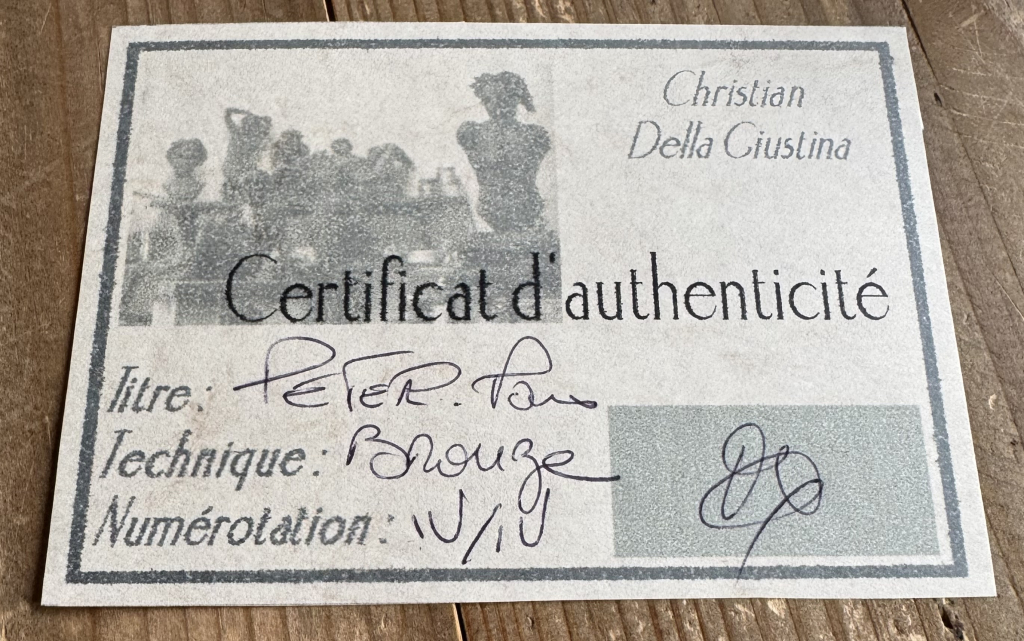 Christian
Della Giustina
Certificat d'authenticité
Titre : PETER. Pan
Technique : Bronze
Numérotation : IV/IV